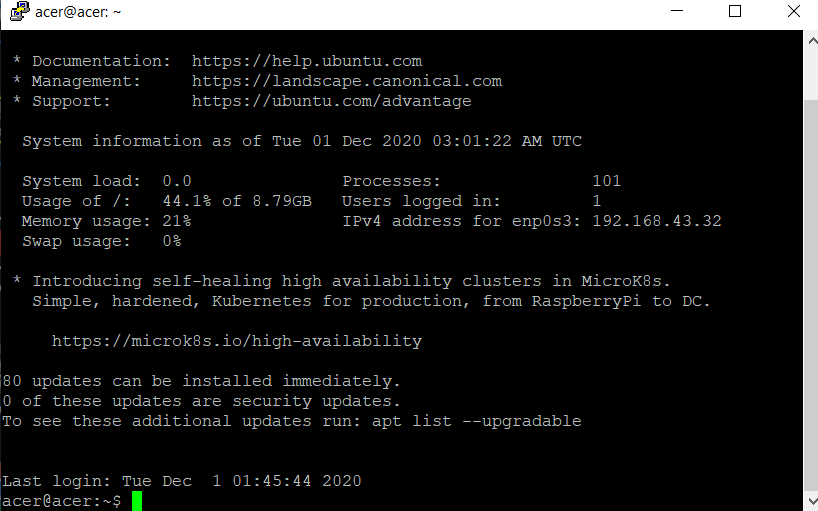 acer@acer: ~
* Documentation:  https://help.ubuntu.com
* Management:     https://landscape.canonical.com
* Support:        https://ubuntu.com/advantage
System information as of Tue 01 Dec 2020 03:01:22 AM UTC
System load:  0.0               Processes:               101
Usage of /:   44.1% of 8.79GB   Users logged in:         1
Memory usage: 21%               IPv4 address for enp0s3: 192.168.43.32
Swap usage:   0%
* Introducing self-healing high availability clusters in MicroK8s.
Simple, hardened, Kubernetes for production, from RaspberryPi to DC.
https://microk8s.io/high-availability
80 updates can be installed immediately.
0 of these updates are security updates.
To see these additional updates run: apt list --upgradable
Last login: Tue Dec  1 01:45:44 2020
acer@acer:~$